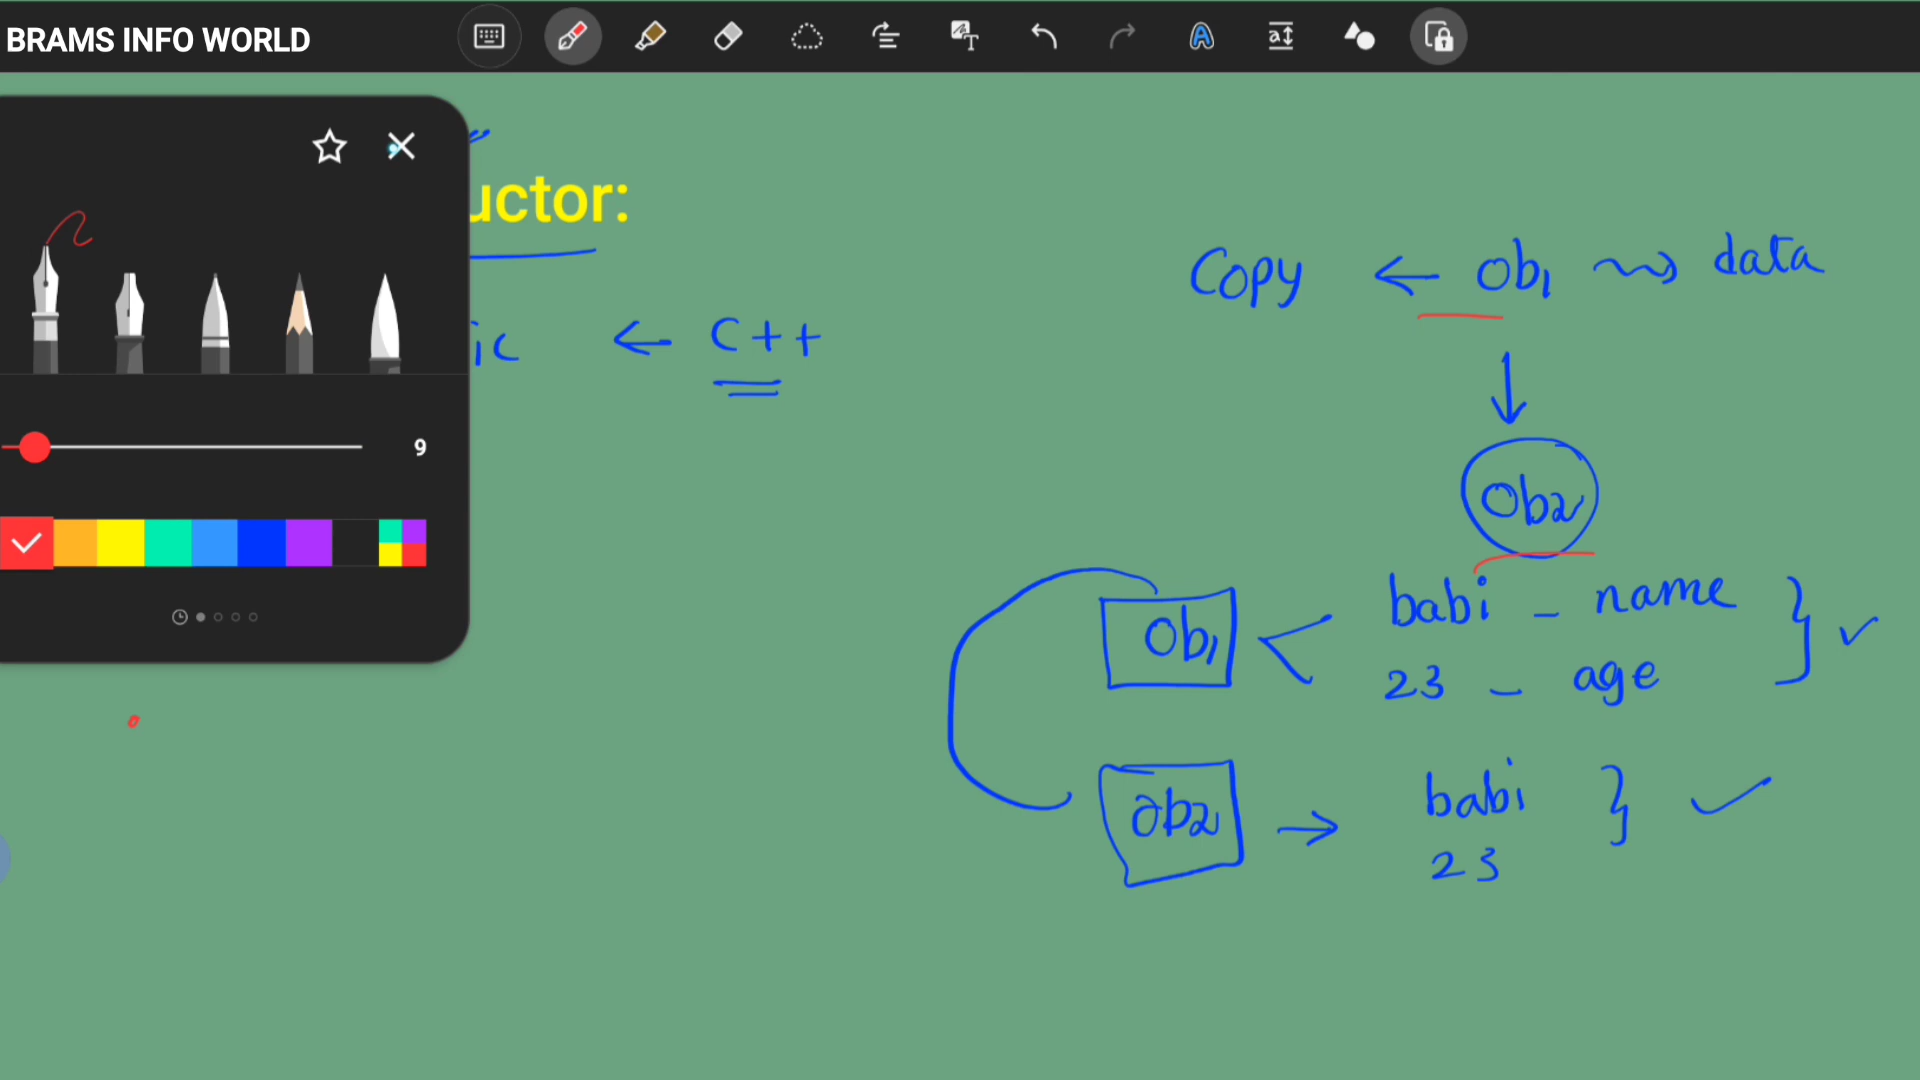 BRAMS INFO WORLD
uctor:
Copy ← Ob1 data
ic ← C++
Ob2
9
Ob1 babi - name
23 - age
Ob2 → babi
23